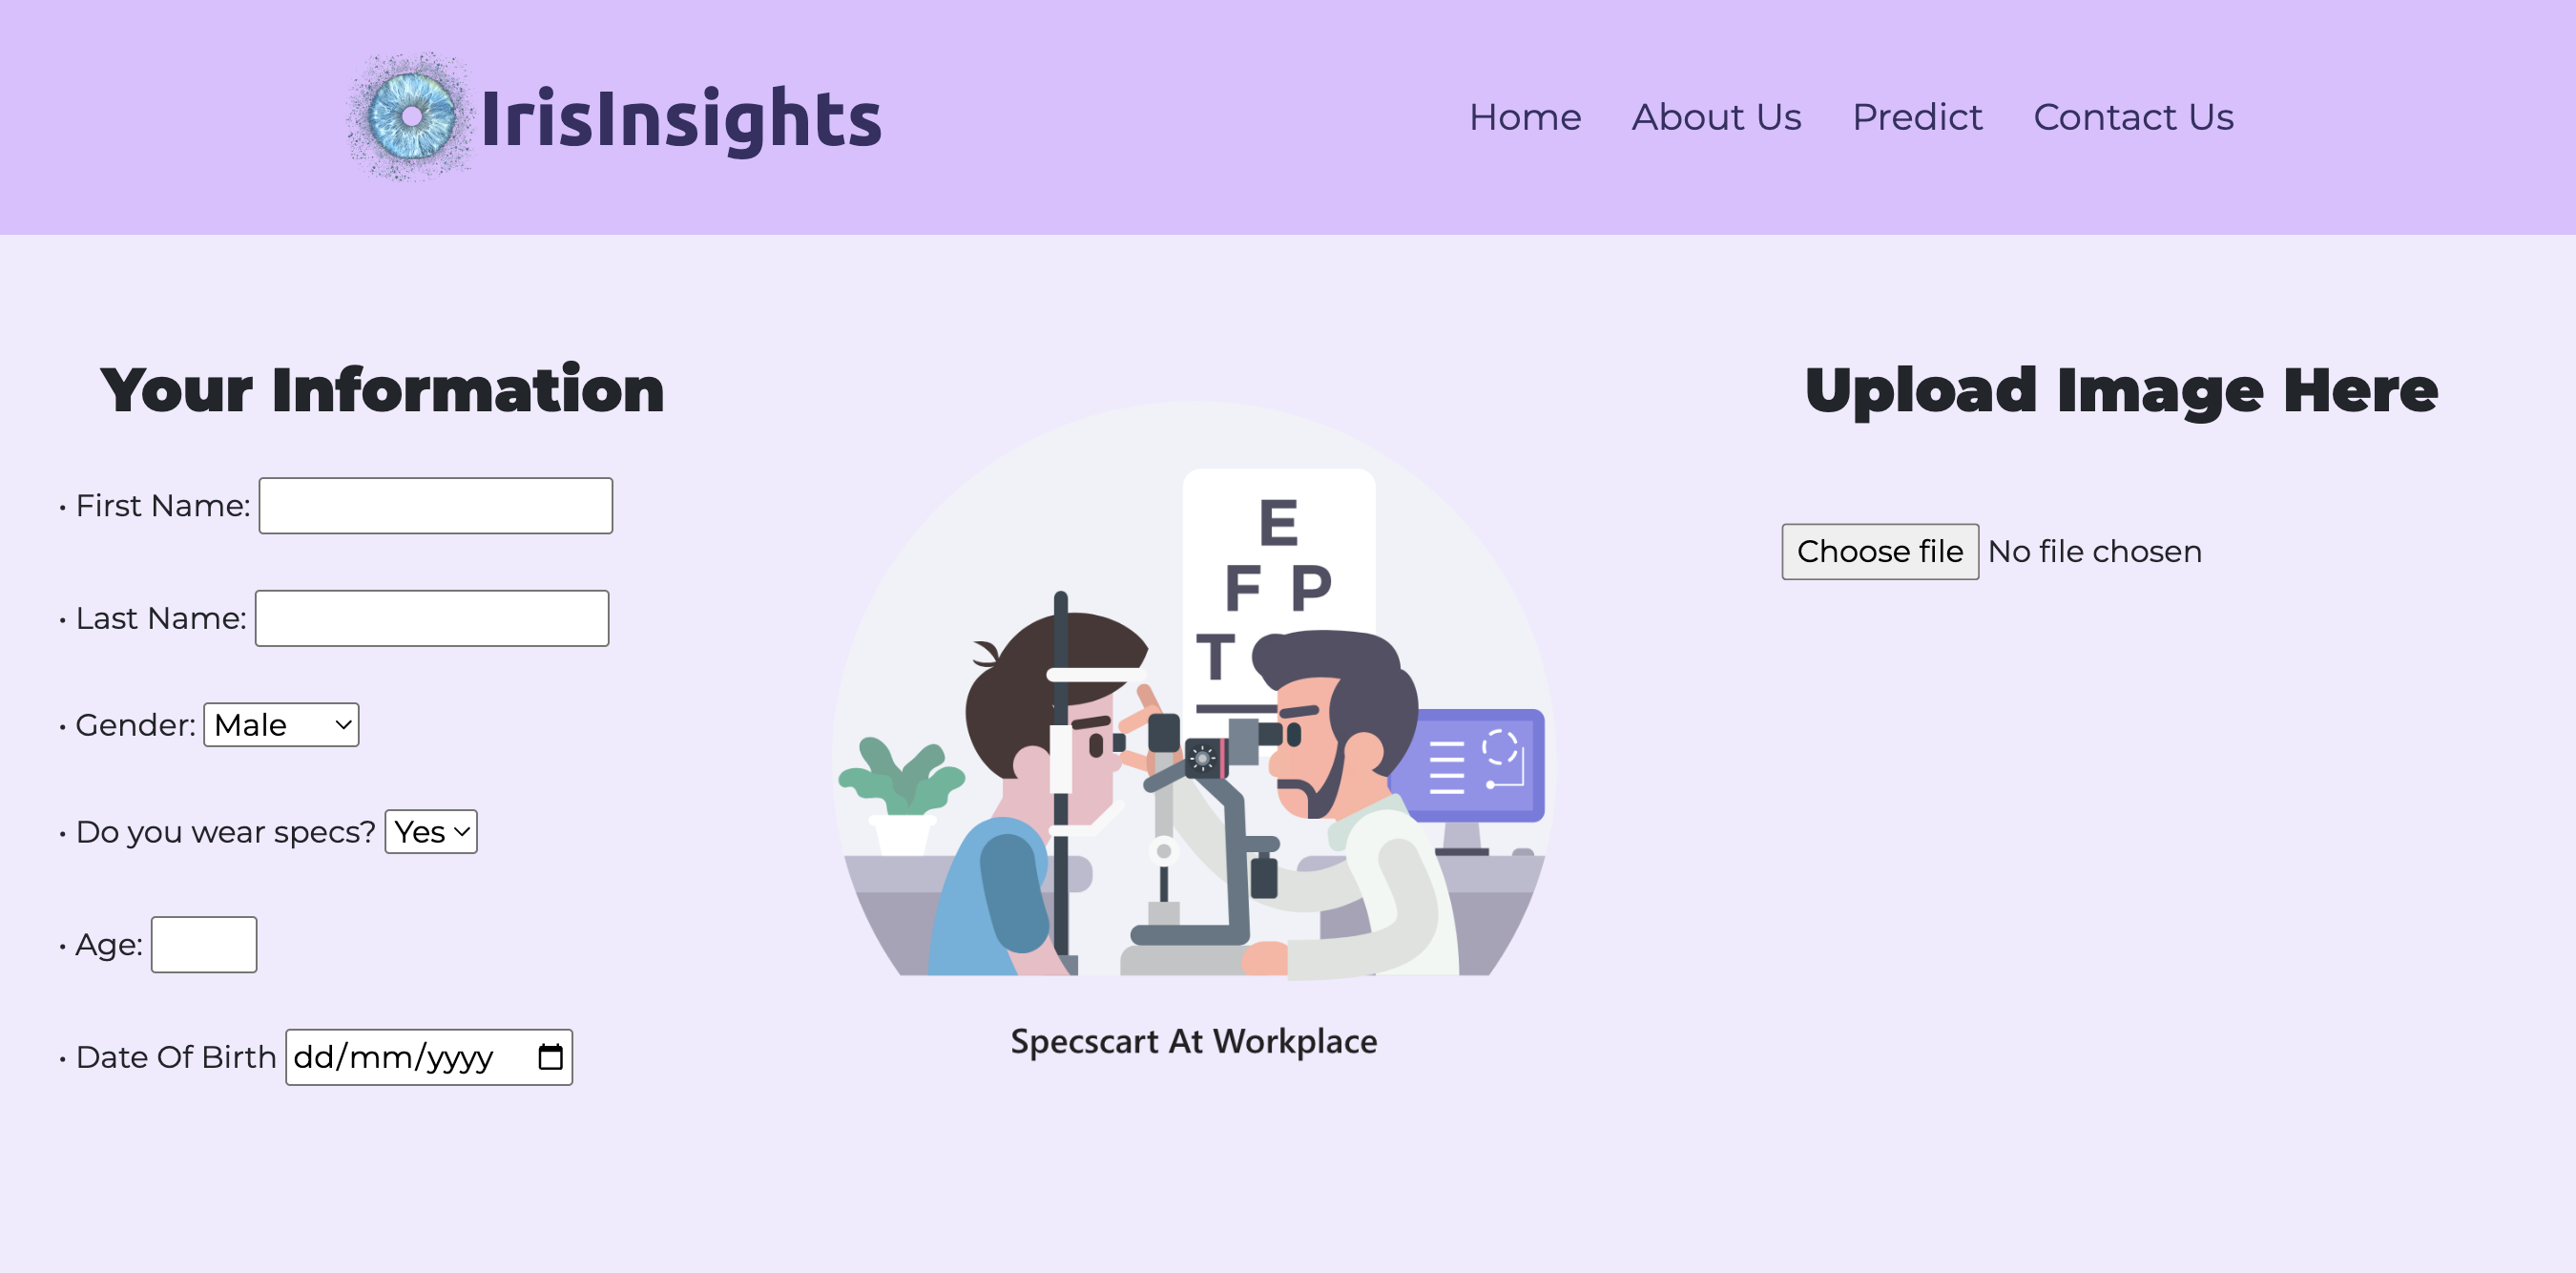 IrisInsights
Home About Us Predict Contact Us
Your Information
• First Name:
• Last Name:
• Gender: Male
• Do you wear specs? Yes
• Age:
• Date Of Birth dd/mm/yyyy
E
F P
T
Specscart At Workplace
Upload Image Here
Choose file No file chosen